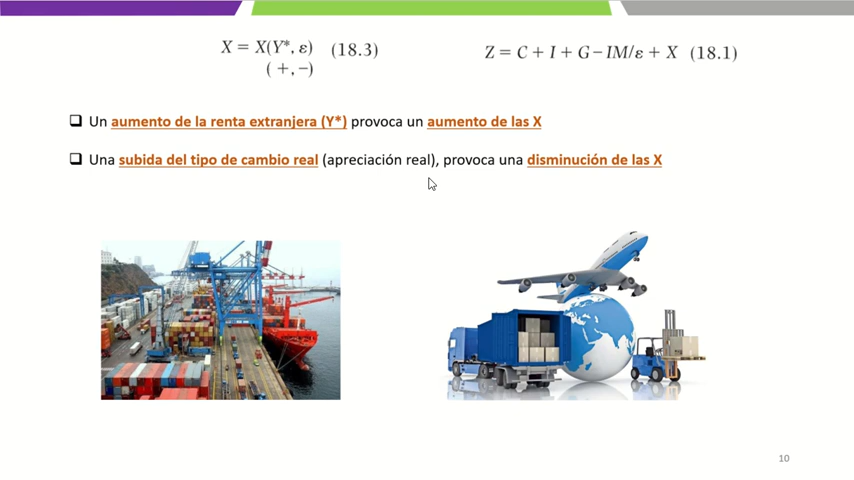 X = X(Y*, ε) (18.3)
(+, −)
Z = C + I + G − IM/ε + X (18.1)
Un aumento de la renta extranjera (Y*) provoca un aumento de las X
Una subida del tipo de cambio real (apreciación real), provoca una disminución de las X
10